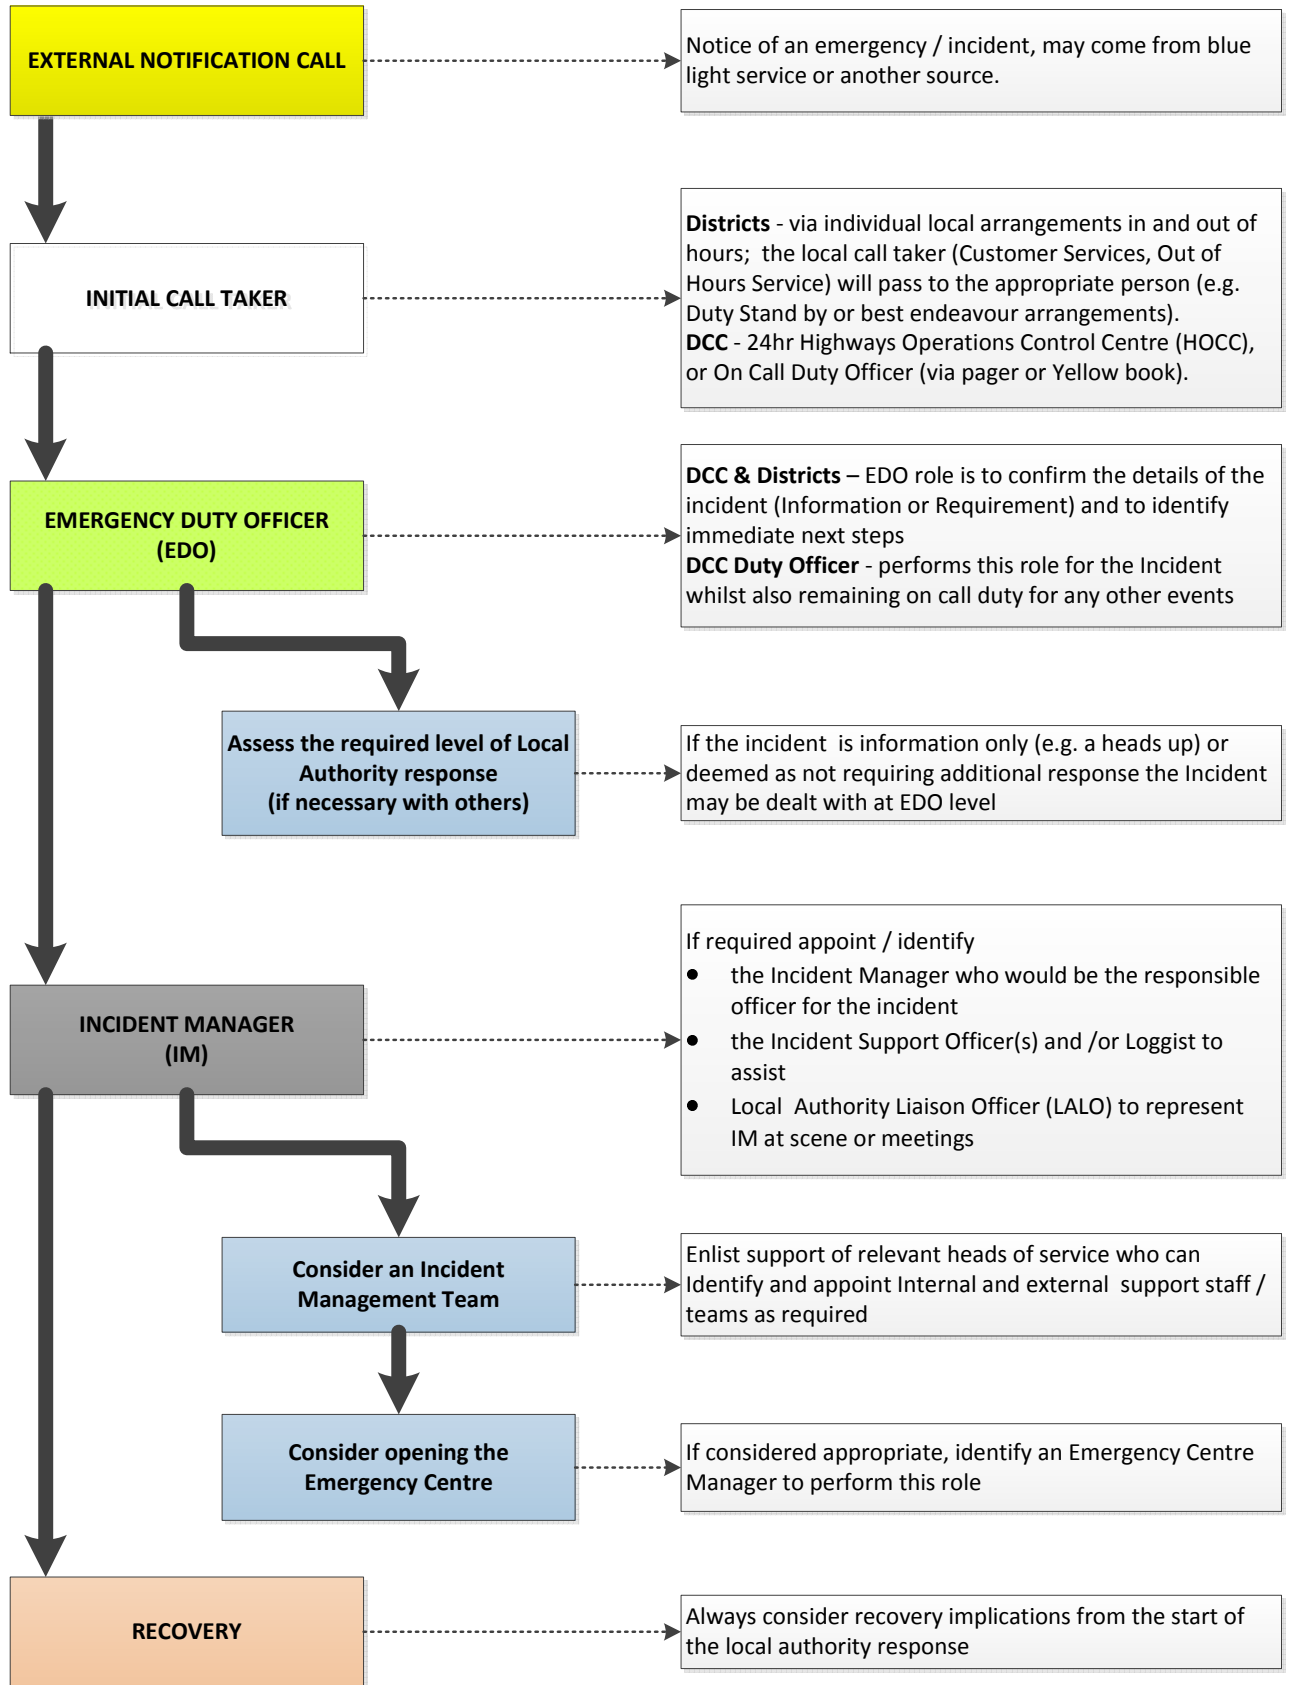 EXTERNAL NOTIFICATION CALL
Notice of an emergency / incident, may come from blue
light service or another source.
INITIAL CALL TAKER
Districts - via individual local arrangements in and out of
hours;  the local call taker (Customer Services, Out of
Hours Service) will pass to the appropriate person (e.g.
Duty Stand by or best endeavour arrangements).
DCC - 24hr Highways Operations Control Centre (HOCC),
or On Call Duty Officer (via pager or Yellow book).
EMERGENCY DUTY OFFICER
(EDO)
DCC & Districts – EDO role is to confirm the details of the
incident (Information or Requirement) and to identify
immediate next steps
DCC Duty Officer - performs this role for the Incident
whilst also remaining on call duty for any other events
Assess the required level of Local
Authority response
(if necessary with others)
If the incident  is information only (e.g. a heads up) or
deemed as not requiring additional response the Incident
may be dealt with at EDO level
INCIDENT MANAGER
(IM)
If required appoint / identify
● the Incident Manager who would be the responsible
officer for the incident
● the Incident Support Officer(s) and /or Loggist to
assist
● Local  Authority Liaison Officer (LALO) to represent
IM at scene or meetings
Consider an Incident
Management Team
Enlist support of relevant heads of service who can
Identify and appoint Internal and external  support staff /
teams as required
Consider opening the
Emergency Centre
If considered appropriate, identify an Emergency Centre
Manager to perform this role
RECOVERY
Always consider recovery implications from the start of
the local authority response